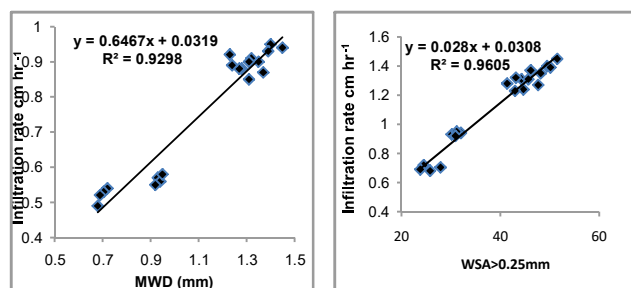 Infiltration rate cm hr⁻¹
y = 0.6467x + 0.0319
R² = 0.9298
1
0.9
0.8
0.7
0.6
0.5
0.4
0.5 0.7 0.9 1.1 1.3 1.5
MWD (mm)
Infiltration rate cm hr⁻¹
y = 0.028x + 0.0308
R² = 0.9605
1.6
1.4
1.2
1.0
0.8
0.6
0.4
20 40 60
WSA>0.25mm